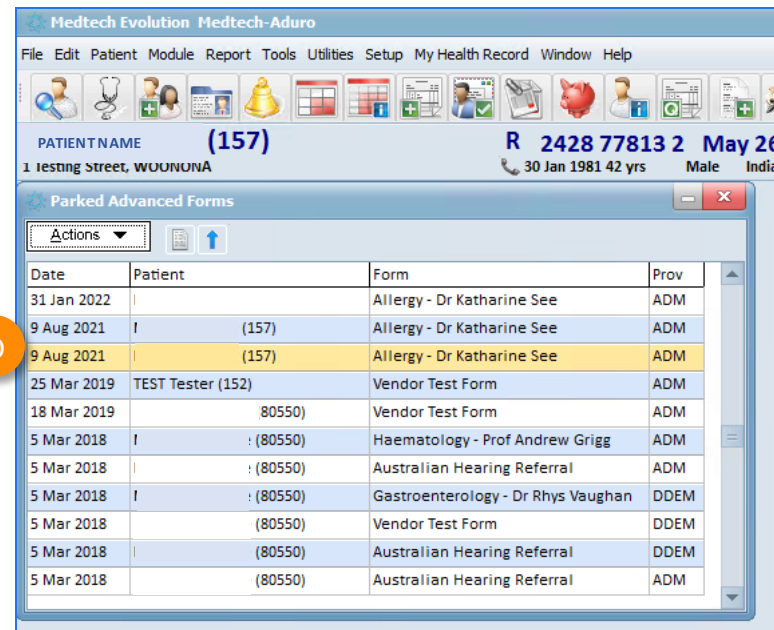 Medtech Evolution Medtech-Aduro
File Edit Patient Module Report Tools Utilities Setup My Health Record Window Help
PATIENT NAME (157) R 2428 77813 2 May 26
1 Testing Street, WOONONA 30 Jan 1981 42 yrs Male India
Parked Advanced Forms
Actions
Date Patient Form Prov
31 Jan 2022 Allergy - Dr Katharine See ADM
9 Aug 2021 (157) Allergy - Dr Katharine See ADM
9 Aug 2021 (157) Allergy - Dr Katharine See ADM
25 Mar 2019 TEST Tester (152) Vendor Test Form ADM
18 Mar 2019 80550) Vendor Test Form ADM
5 Mar 2018 (80550) Haematology - Prof Andrew Grigg ADM
5 Mar 2018 (80550) Australian Hearing Referral ADM
5 Mar 2018 (80550) Gastroenterology - Dr Rhys Vaughan DDEM
5 Mar 2018 (80550) Vendor Test Form DDEM
5 Mar 2018 (80550) Australian Hearing Referral DDEM
5 Mar 2018 (80550) Australian Hearing Referral ADM